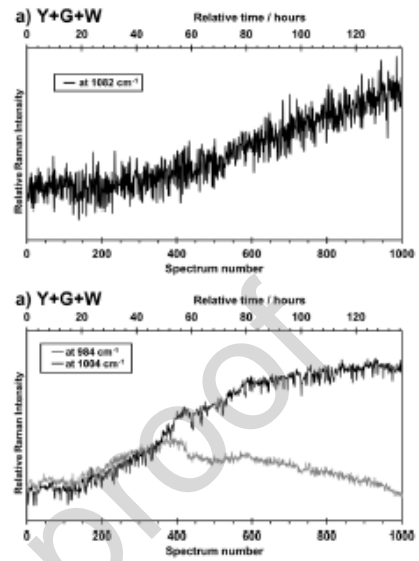 a) Y+G+W
Relative time / hours
0 20 40 60 80 100 120
at 1082 cm⁻¹
Relative Raman Intensity
0 200 400 600 800 1000
Spectrum number
a) Y+G+W
Relative time / hours
0 20 40 60 80 100 120
at 984 cm⁻¹
at 1004 cm⁻¹
Relative Raman Intensity
0 200 400 600 800 1000
Spectrum number
proof